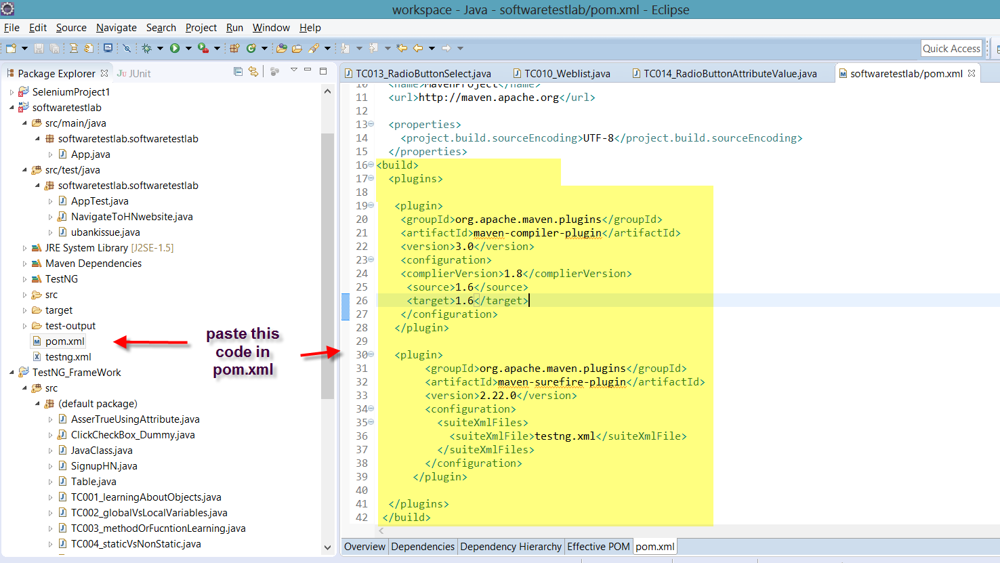 workspace - Java - softwaretestlab/pom.xml - Eclipse
File Edit Source Navigate Search Project Run Window Help
Quick Access
Package Explorer JUnit
SeleniumProject1
softwaretestlab
src/main/java
softwaretestlab.softwaretestlab
App.java
src/test/java
softwaretestlab.softwaretestlab
AppTest.java
NavigateToHNwebsite.java
ubankissue.java
JRE System Library [J2SE-1.5]
Maven Dependencies
TestNG
src
target
test-output
pom.xml
testng.xml
TestNG_FrameWork
src
(default package)
AsserTrueUsingAttribute.java
ClickCheckBox_Dummy.java
JavaClass.java
SignupHN.java
Table.java
TC001_learningAboutObjects.java
TC002_globalVsLocalVariables.java
TC003_methodOrFucntionLearning.java
TC004_staticVsNonStatic.java
paste this
code in
pom.xml
TC013_RadioButtonSelect.java TC010_Weblist.java TC014_RadioButtonAttributeValue.java softwaretestlab/pom.xml
10 <name>MavenProject</name>
11 <url>http://maven.apache.org</url>
12
13 <properties>
14 <project.build.sourceEncoding>UTF-8</project.build.sourceEncoding>
15 </properties>
16 <build>
17 <plugins>
18
19 <plugin>
20 <groupId>org.apache.maven.plugins</groupId>
21 <artifactId>maven-compiler-plugin</artifactId>
22 <version>3.0</version>
23 <configuration>
24 <complierVersion>1.8</complierVersion>
25 <source>1.6</source>
26 <target>1.6</target>
27 </configuration>
28 </plugin>
29
30 <plugin>
31 <groupId>org.apache.maven.plugins</groupId>
32 <artifactId>maven-surefire-plugin</artifactId>
33 <version>2.22.0</version>
34 <configuration>
35 <suiteXmlFiles>
36 <suiteXmlFile>testng.xml</suiteXmlFile>
37 </suiteXmlFiles>
38 </configuration>
39 </plugin>
40
41 </plugins>
42 </build>
Overview Dependencies Dependency Hierarchy Effective POM pom.xml